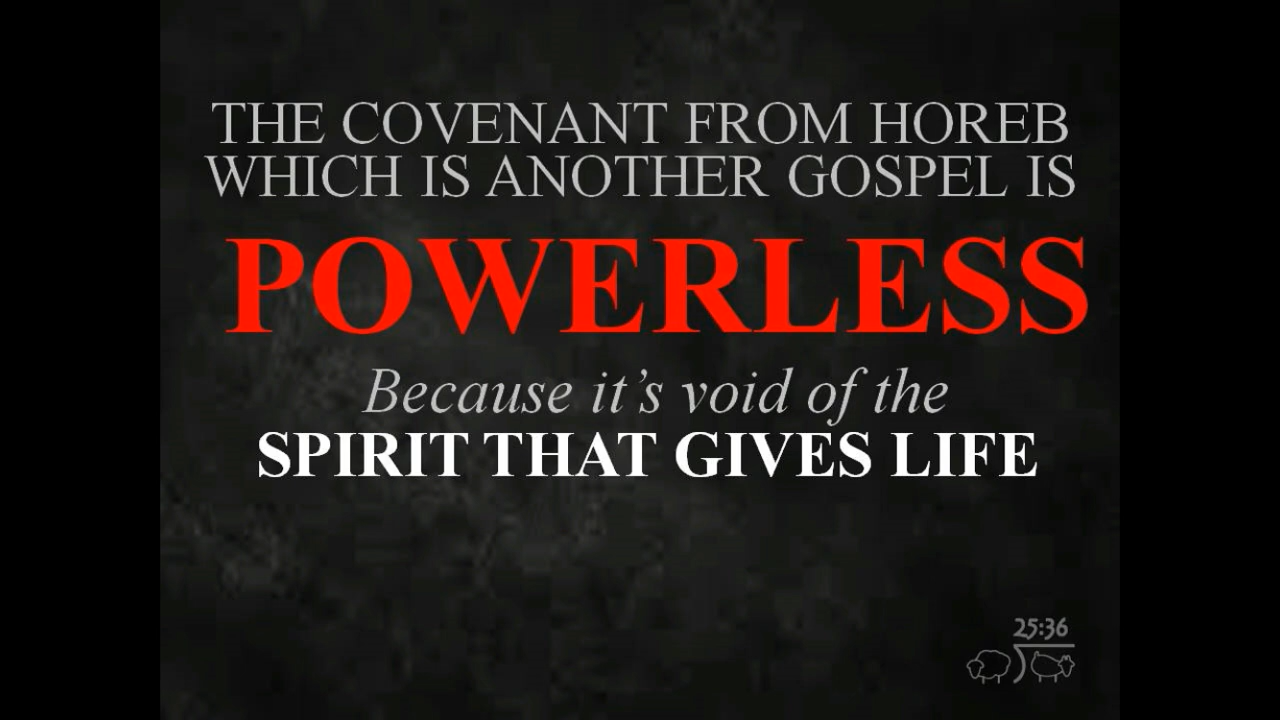 THE COVENANT FROM HOREB
WHICH IS ANOTHER GOSPEL IS
POWERLESS
Because it’s void of the
SPIRIT THAT GIVES LIFE
25:36